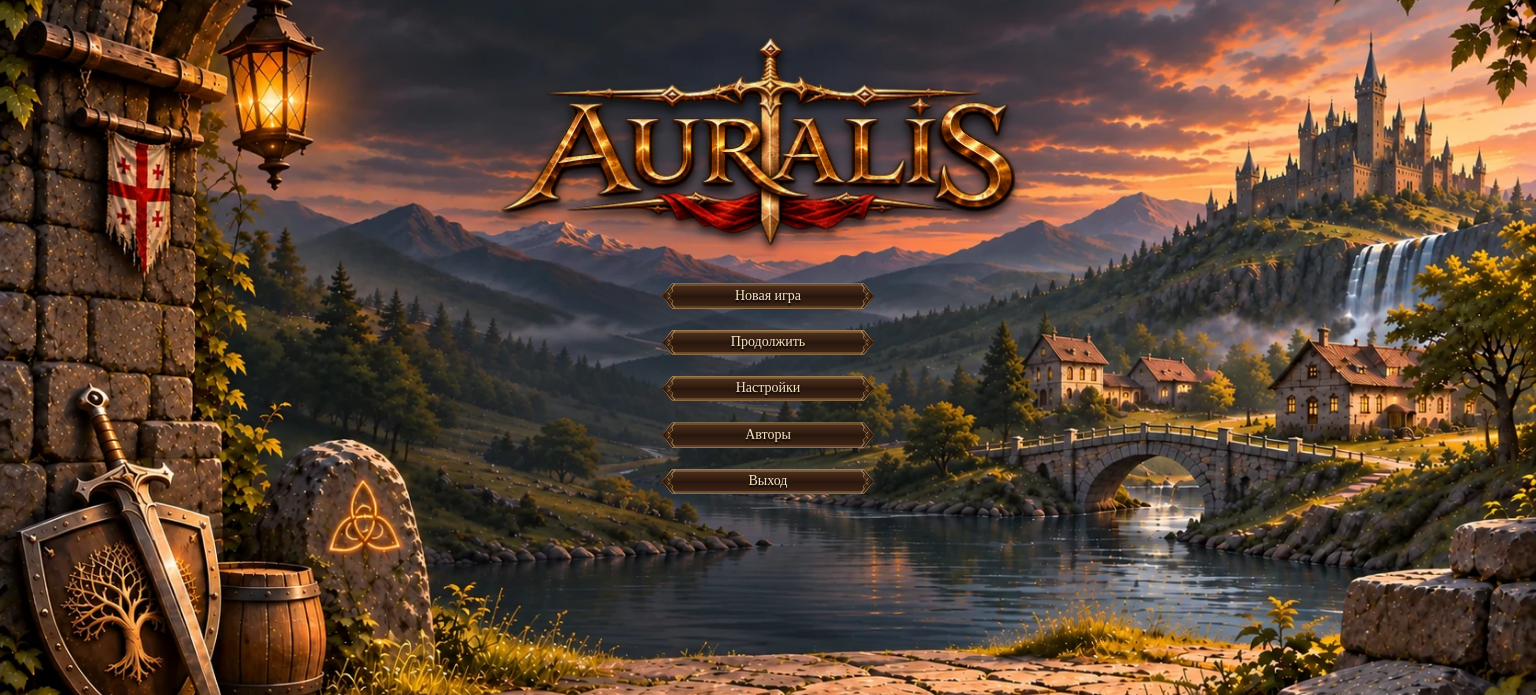 AURALIS
Новая игра
Продолжить
Настройки
Авторы
Выход